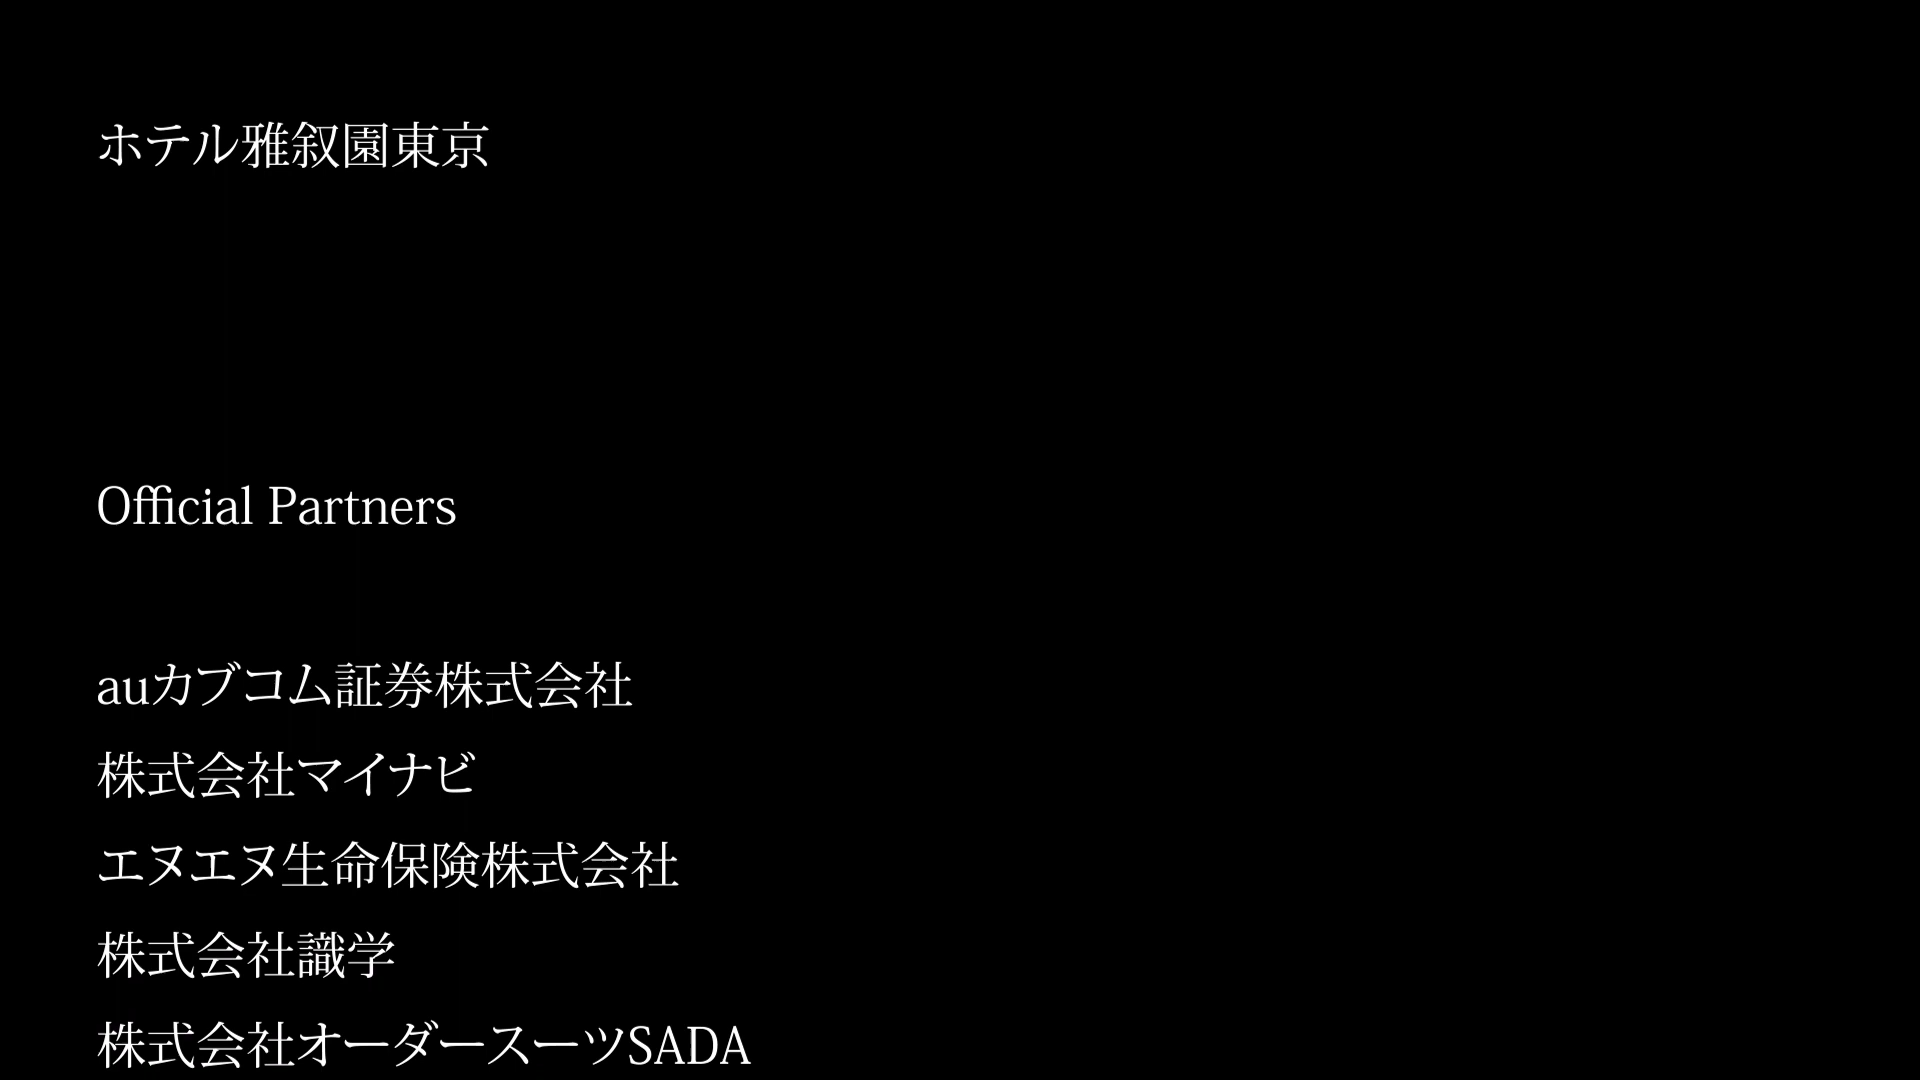 ホテル雅叙園東京
Official Partners
auカブコム証券株式会社
株式会社マイナビ
エヌエヌ生命保険株式会社
株式会社識学
株式会社オーダースーツSADA